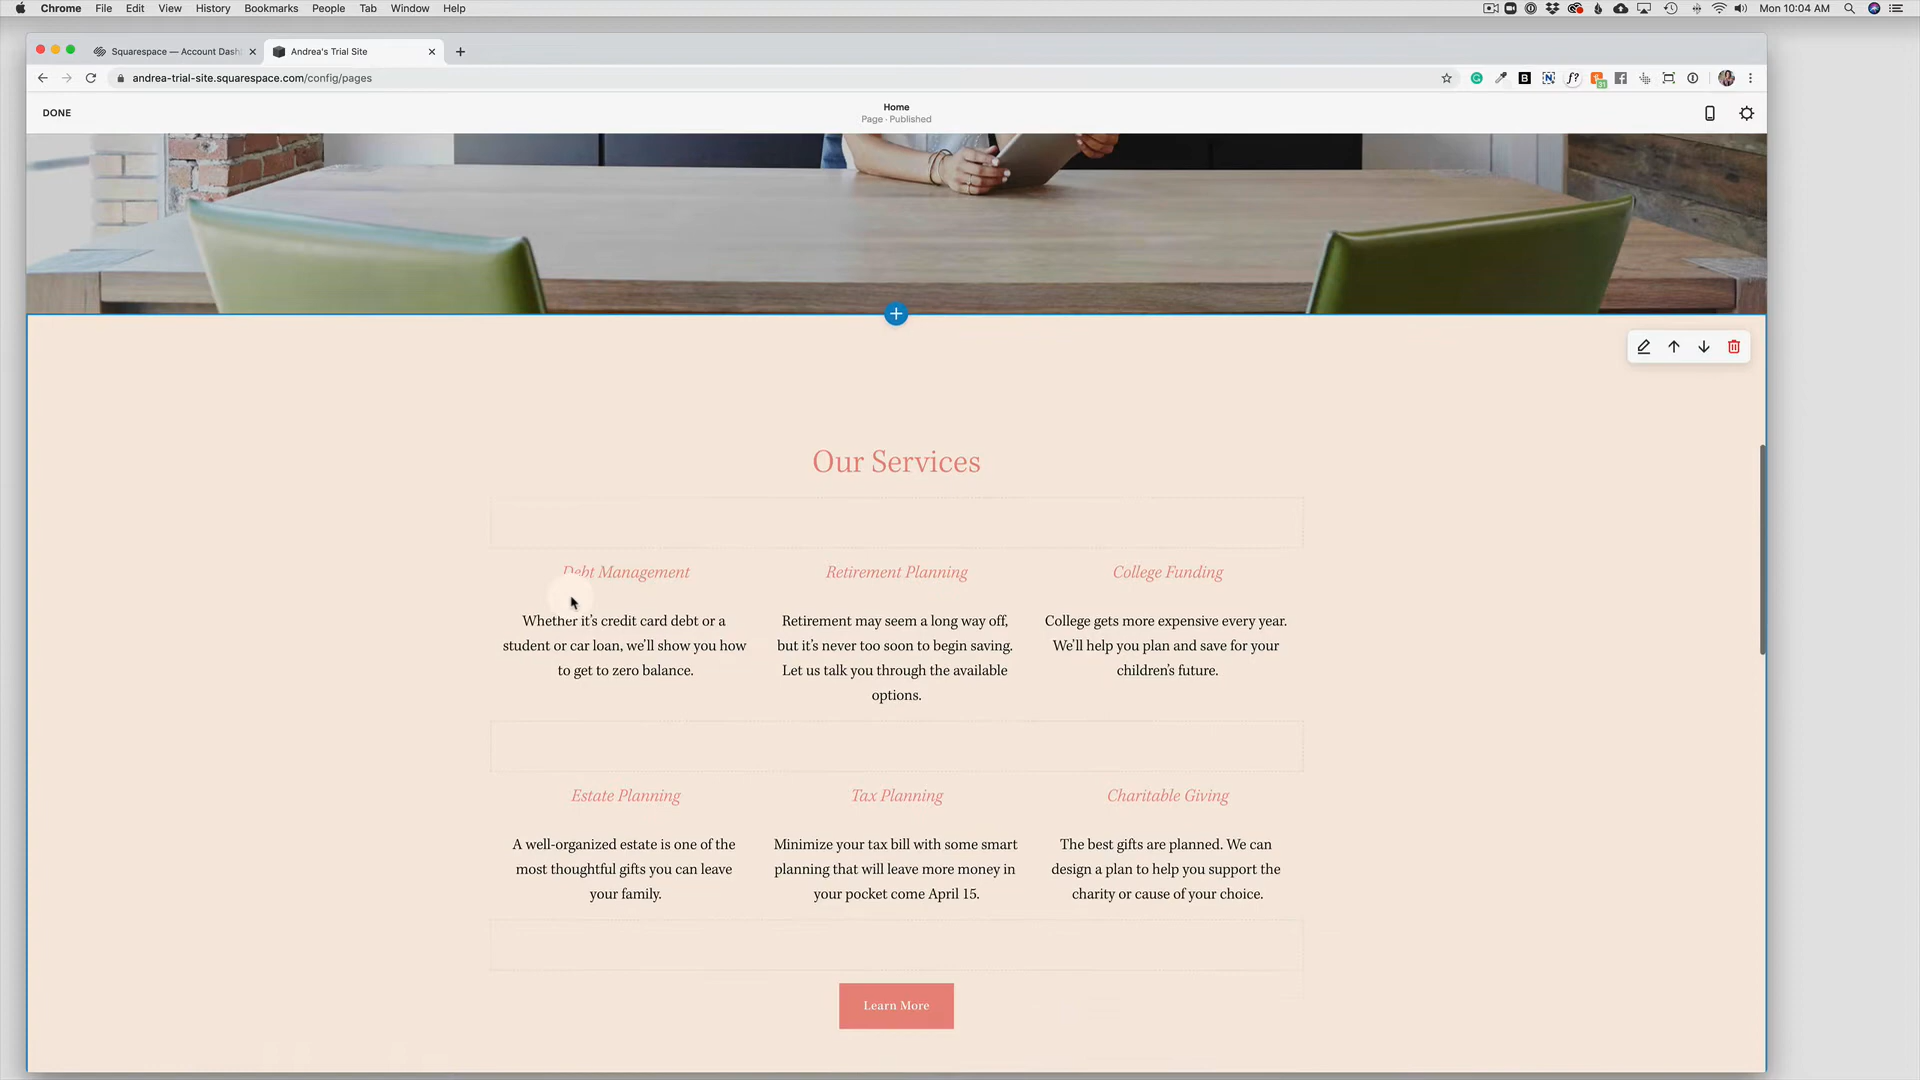 Chrome File Edit View History Bookmarks People Tab Window Help Mon 10:04 AM
Squarespace — Account Dash
Andrea's Trial Site
andrea-trial-site.squarespace.com/config/pages
DONE
Home
Page · Published
Our Services
Debt Management
Retirement Planning
College Funding
Whether it's credit card debt or a
student or car loan, we'll show you how
to get to zero balance.
Retirement may seem a long way off,
but it's never too soon to begin saving.
Let us talk you through the available
options.
College gets more expensive every year.
We'll help you plan and save for your
children's future.
Estate Planning
Tax Planning
Charitable Giving
A well-organized estate is one of the
most thoughtful gifts you can leave
your family.
Minimize your tax bill with some smart
planning that will leave more money in
your pocket come April 15.
The best gifts are planned. We can
design a plan to help you support the
charity or cause of your choice.
Learn More